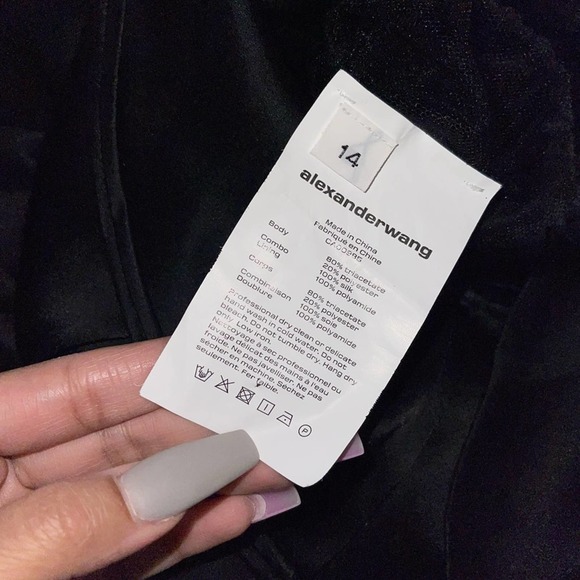 14
alexanderwang
Made in China
Fabriqué en Chine
Body 80% triacetate
20% polyester
Combo 100% silk
Lining 100% polyamide
Corps 80% triacetate
20% polyester
Combinaison 100% soie
Doublure 100% polyamide
Professional dry clean or delicate
hand wash in cold water. Do not
bleach. Do not tumble dry. Hang dry
only. Low iron.
Nettoyage à sec professionnel ou
lavage délicat des mains à l'eau
froide. Ne pas javelliser. Ne pas
sécher en machine. Séchez
seulement. Fer faible.
P